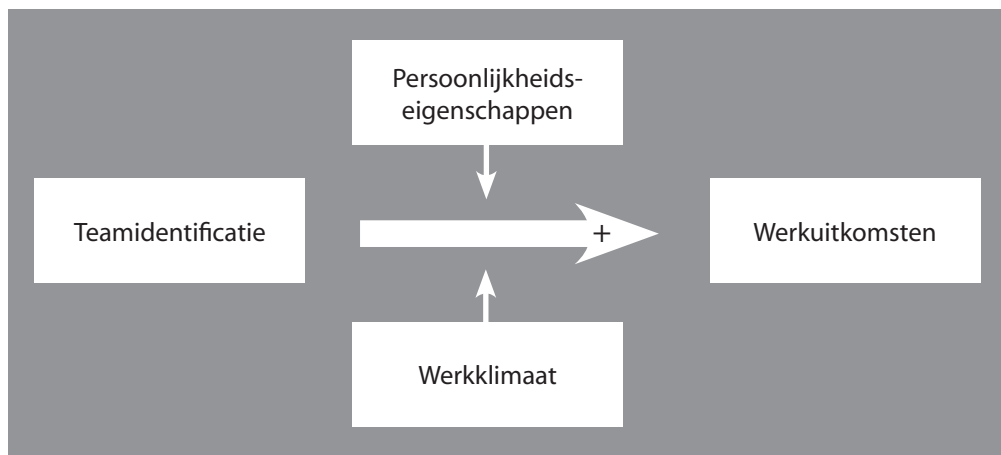 Persoonlijkheids-
eigenschappen
Teamidentificatie
+
Werkuitkomsten
Werkklimaat